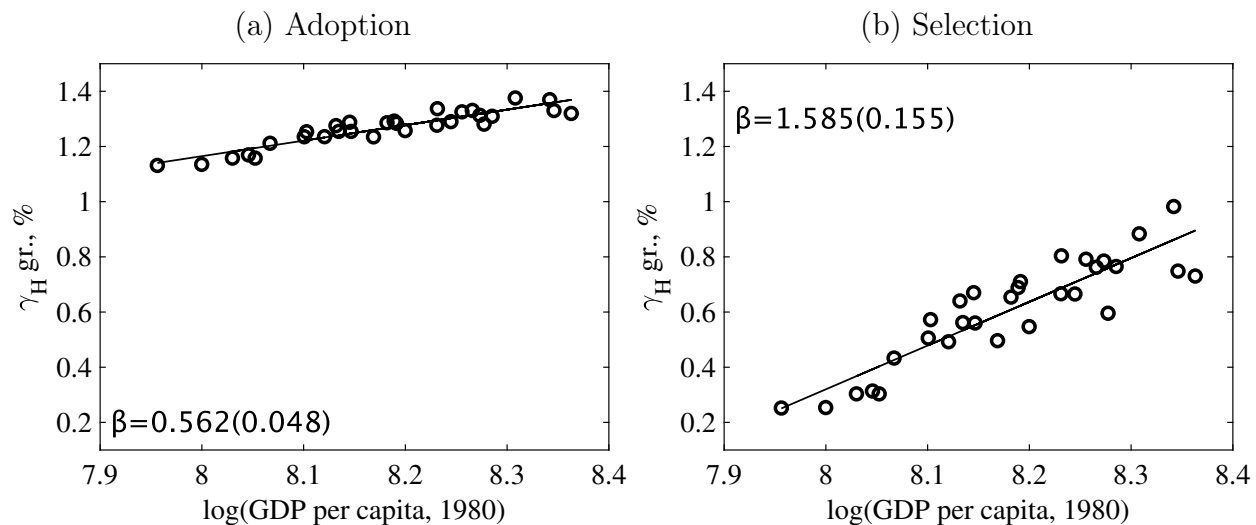 (a) Adoption
1.4
1.2
1
0.8
0.6
0.4
0.2
γH gr., %
β=0.562(0.048)
7.9 8 8.1 8.2 8.3 8.4
log(GDP per capita, 1980)
(b) Selection
1.4
1.2
1
0.8
0.6
0.4
0.2
γH gr., %
β=1.585(0.155)
7.9 8 8.1 8.2 8.3 8.4
log(GDP per capita, 1980)